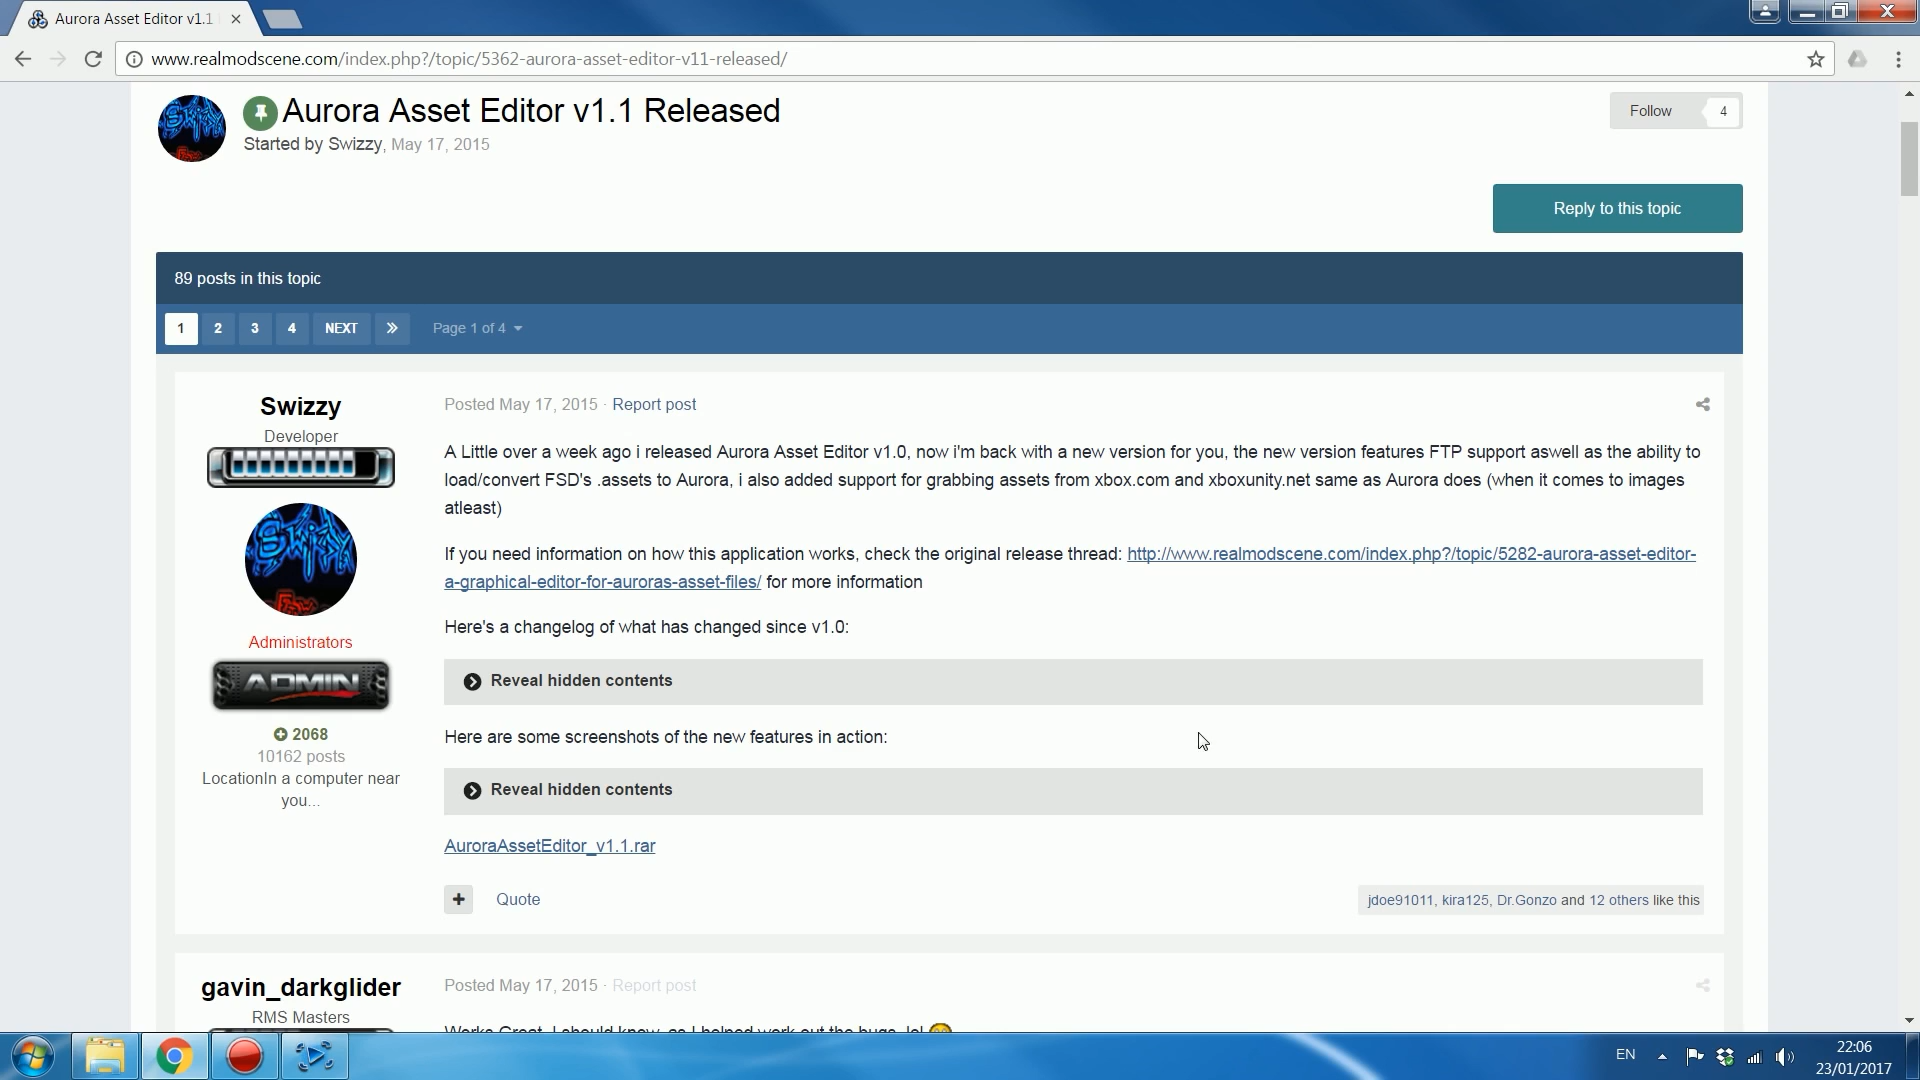 Aurora Asset Editor v1.1
www.realmodscene.com/index.php?/topic/5362-aurora-asset-editor-v11-released/
Aurora Asset Editor v1.1 Released
Started by Swizzy, May 17, 2015
Follow 4
Reply to this topic
89 posts in this topic
1 2 3 4 NEXT Page 1 of 4
Swizzy
Developer
Administrators
ADMIN
2068
10162 posts
LocationIn a computer near
you...
Posted May 17, 2015 · Report post
A Little over a week ago i released Aurora Asset Editor v1.0, now i'm back with a new version for you, the new version features FTP support aswell as the ability to
load/convert FSD's .assets to Aurora, i also added support for grabbing assets from xbox.com and xboxunity.net same as Aurora does (when it comes to images
atleast)
If you need information on how this application works, check the original release thread: http://www.realmodscene.com/index.php?/topic/5282-aurora-asset-editor-
a-graphical-editor-for-auroras-asset-files/ for more information
Here's a changelog of what has changed since v1.0:
Reveal hidden contents
Here are some screenshots of the new features in action:
Reveal hidden contents
AuroraAssetEditor_v1.1.rar
+ Quote
jdoe91011, kira125, Dr.Gonzo and 12 others like this
gavin_darkglider
RMS Masters
Posted May 17, 2015 · Report post
Works Great. I should know, as I helped work out the bugs. lol
EN
22:06
23/01/2017